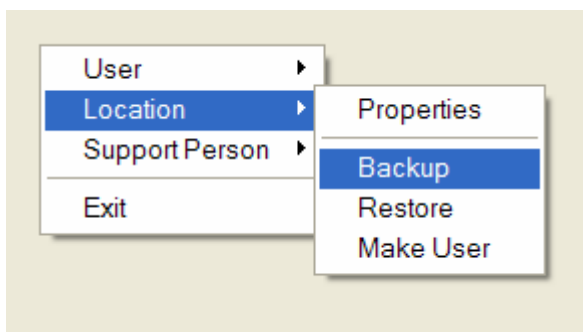 User
Location
Support Person
Exit
Properties
Backup
Restore
Make User